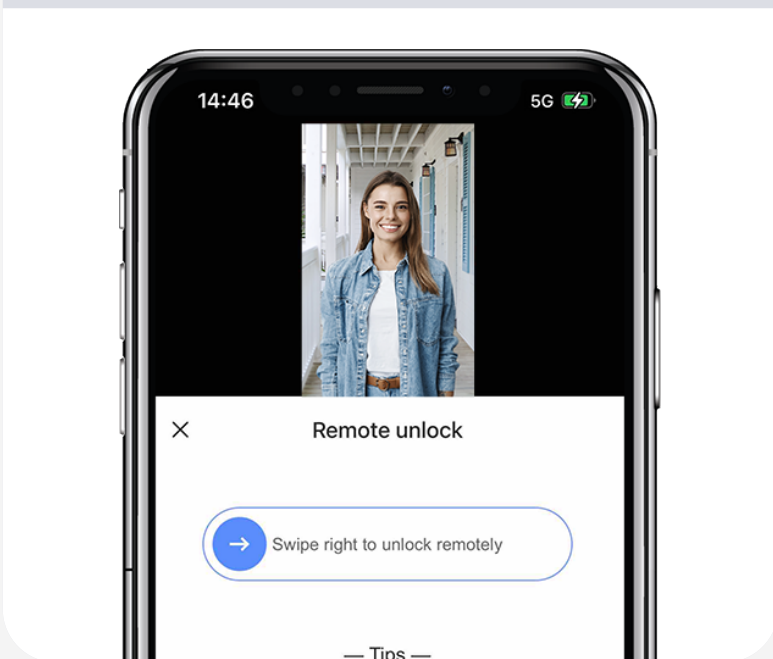 14:46
5G
Remote unlock
Swipe right to unlock remotely
— Tips —